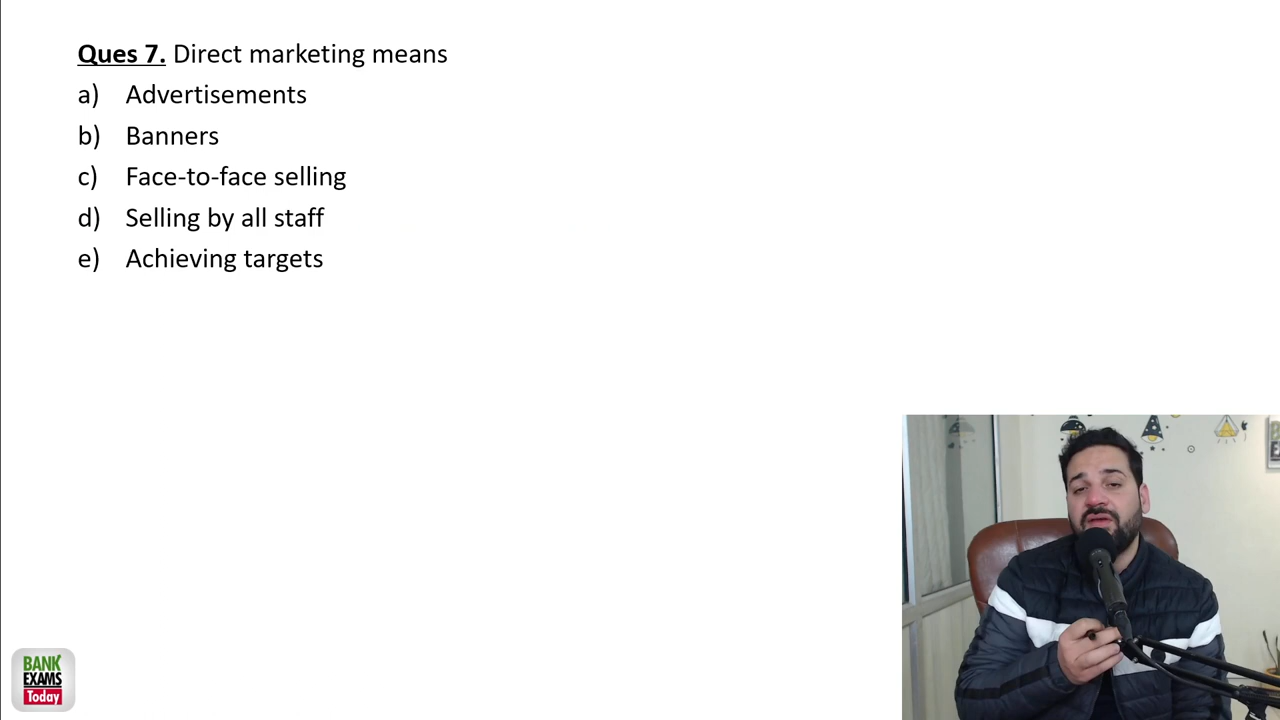 Ques 7. Direct marketing means
a) Advertisements
b) Banners
c) Face-to-face selling
d) Selling by all staff
e) Achieving targets
BANK
EXAMS
Today